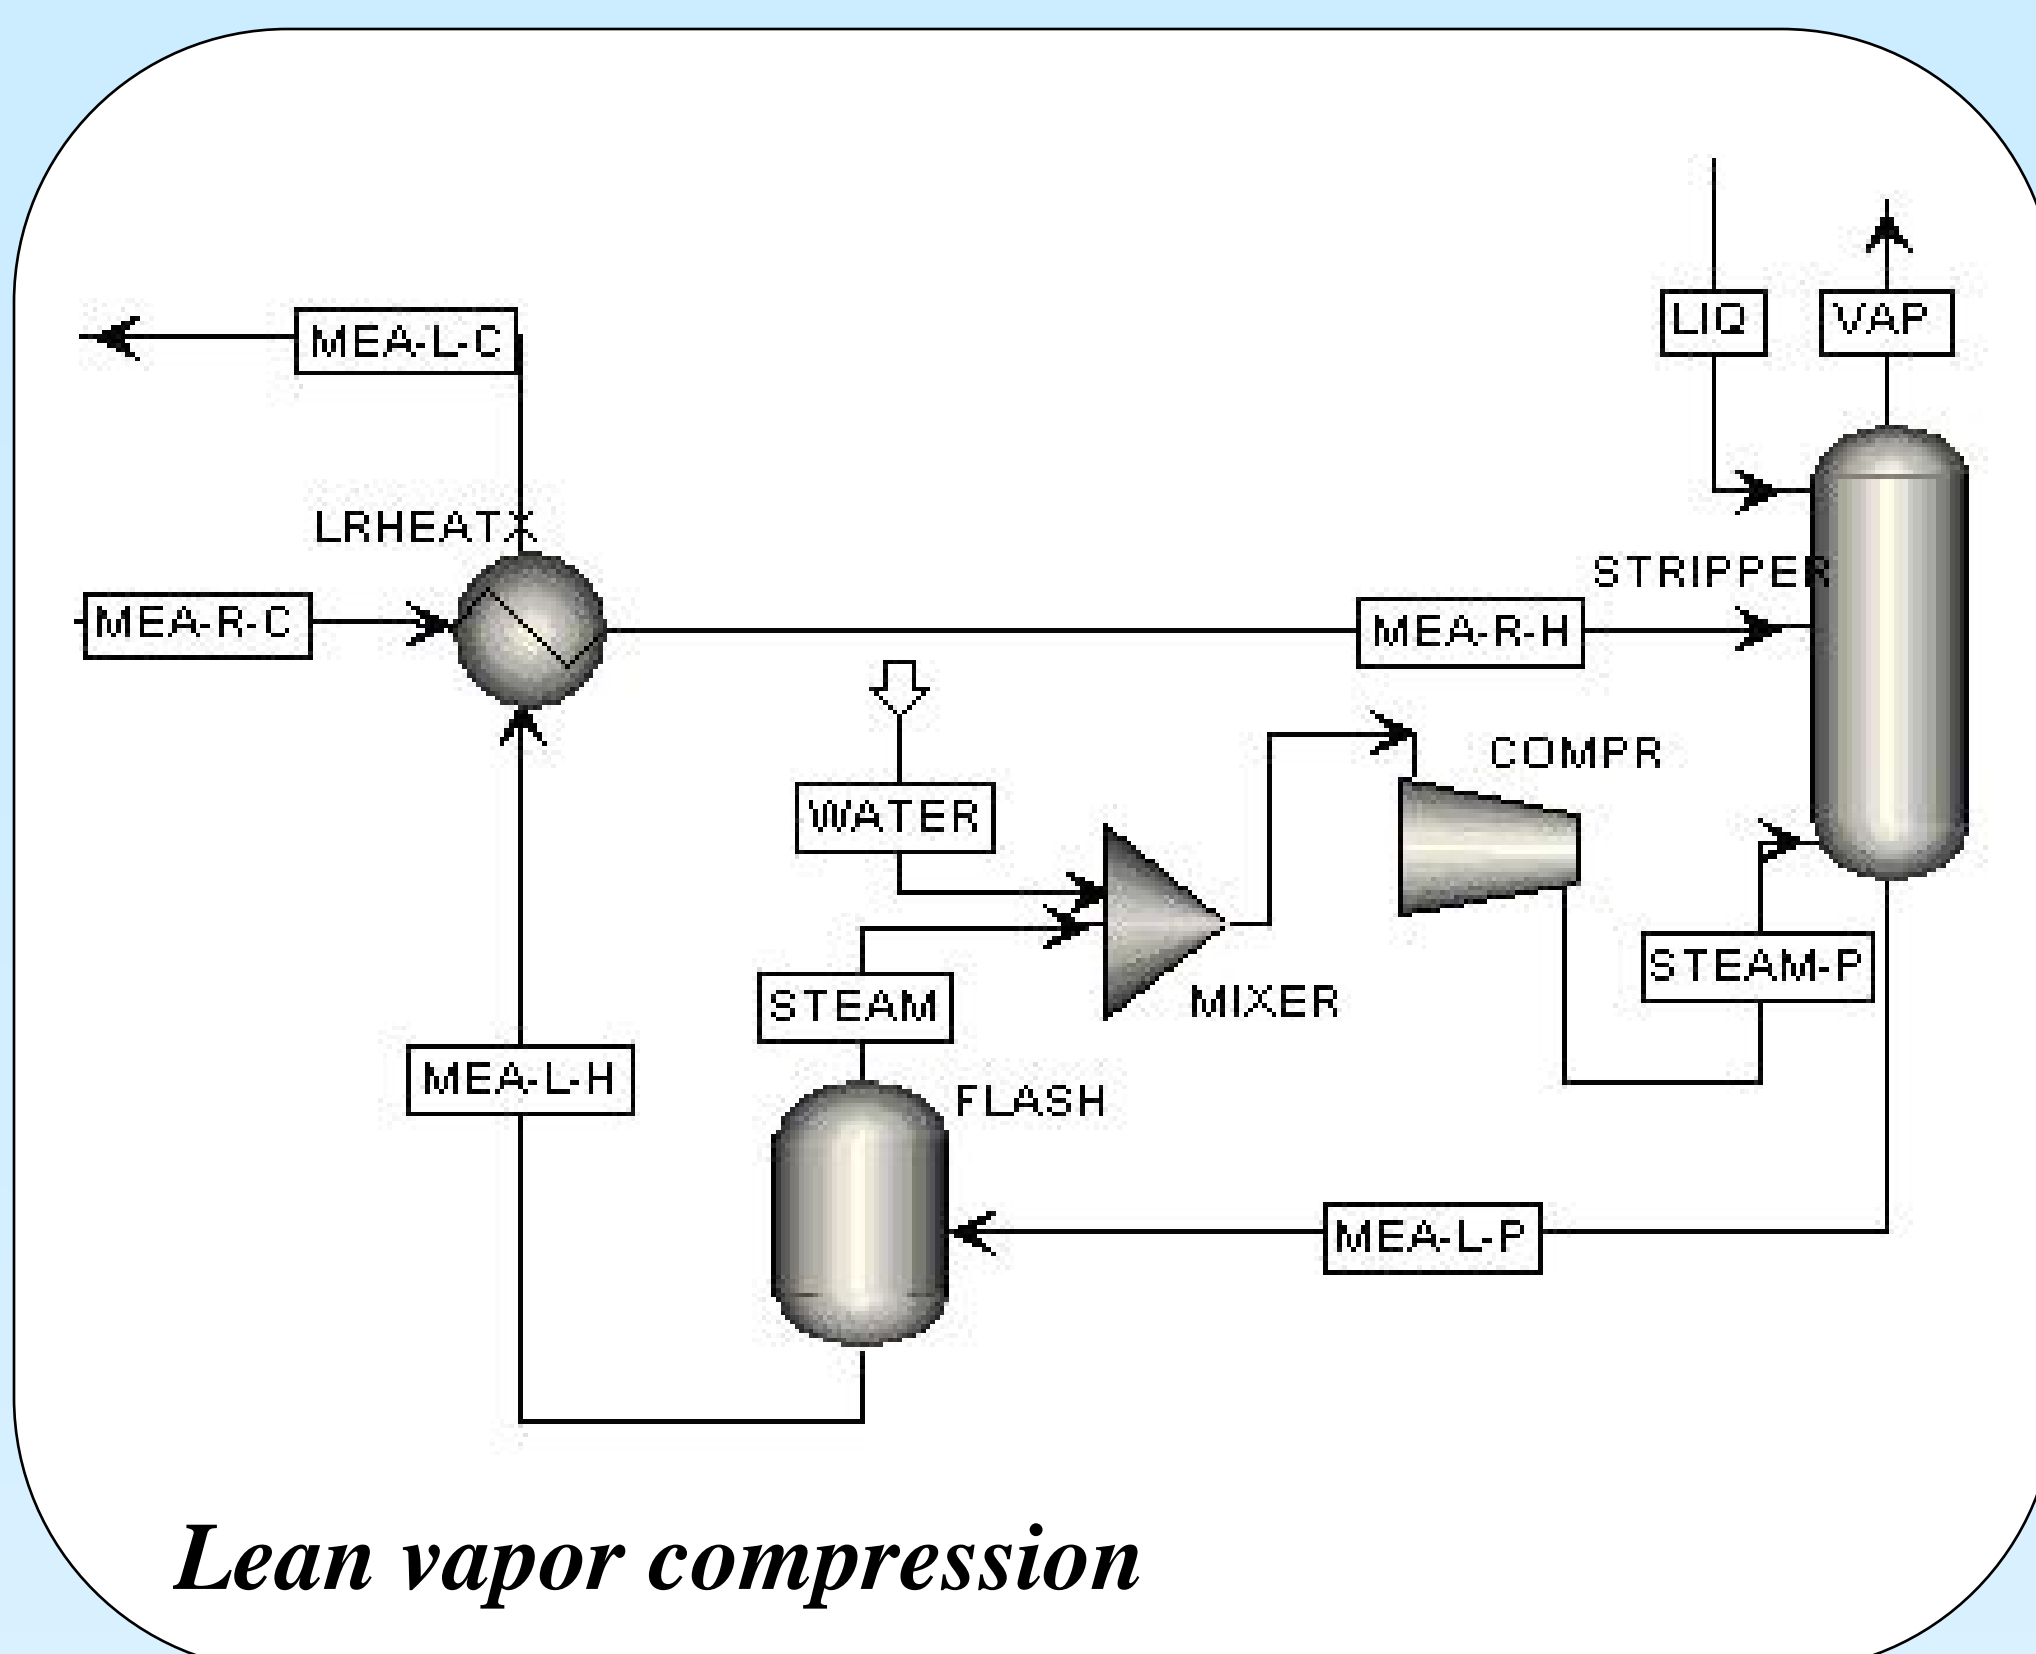 LIQ
VAP
MEA-L-C
LRHEATX
STRIPPER
MEA-R-C
MEA-R-H
COMPR
WATER
STEAM-P
STEAM
MIXER
MEA-L-H
FLASH
MEA-L-P
Lean vapor compression